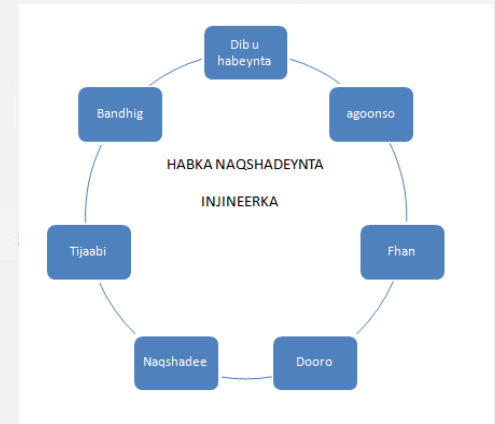 Dib u
habeynta
agoonso
Fhan
Dooro
Naqshadee
Tijaabi
Bandhig
HABKA NAQSHADEYNTA
INJINEERKA